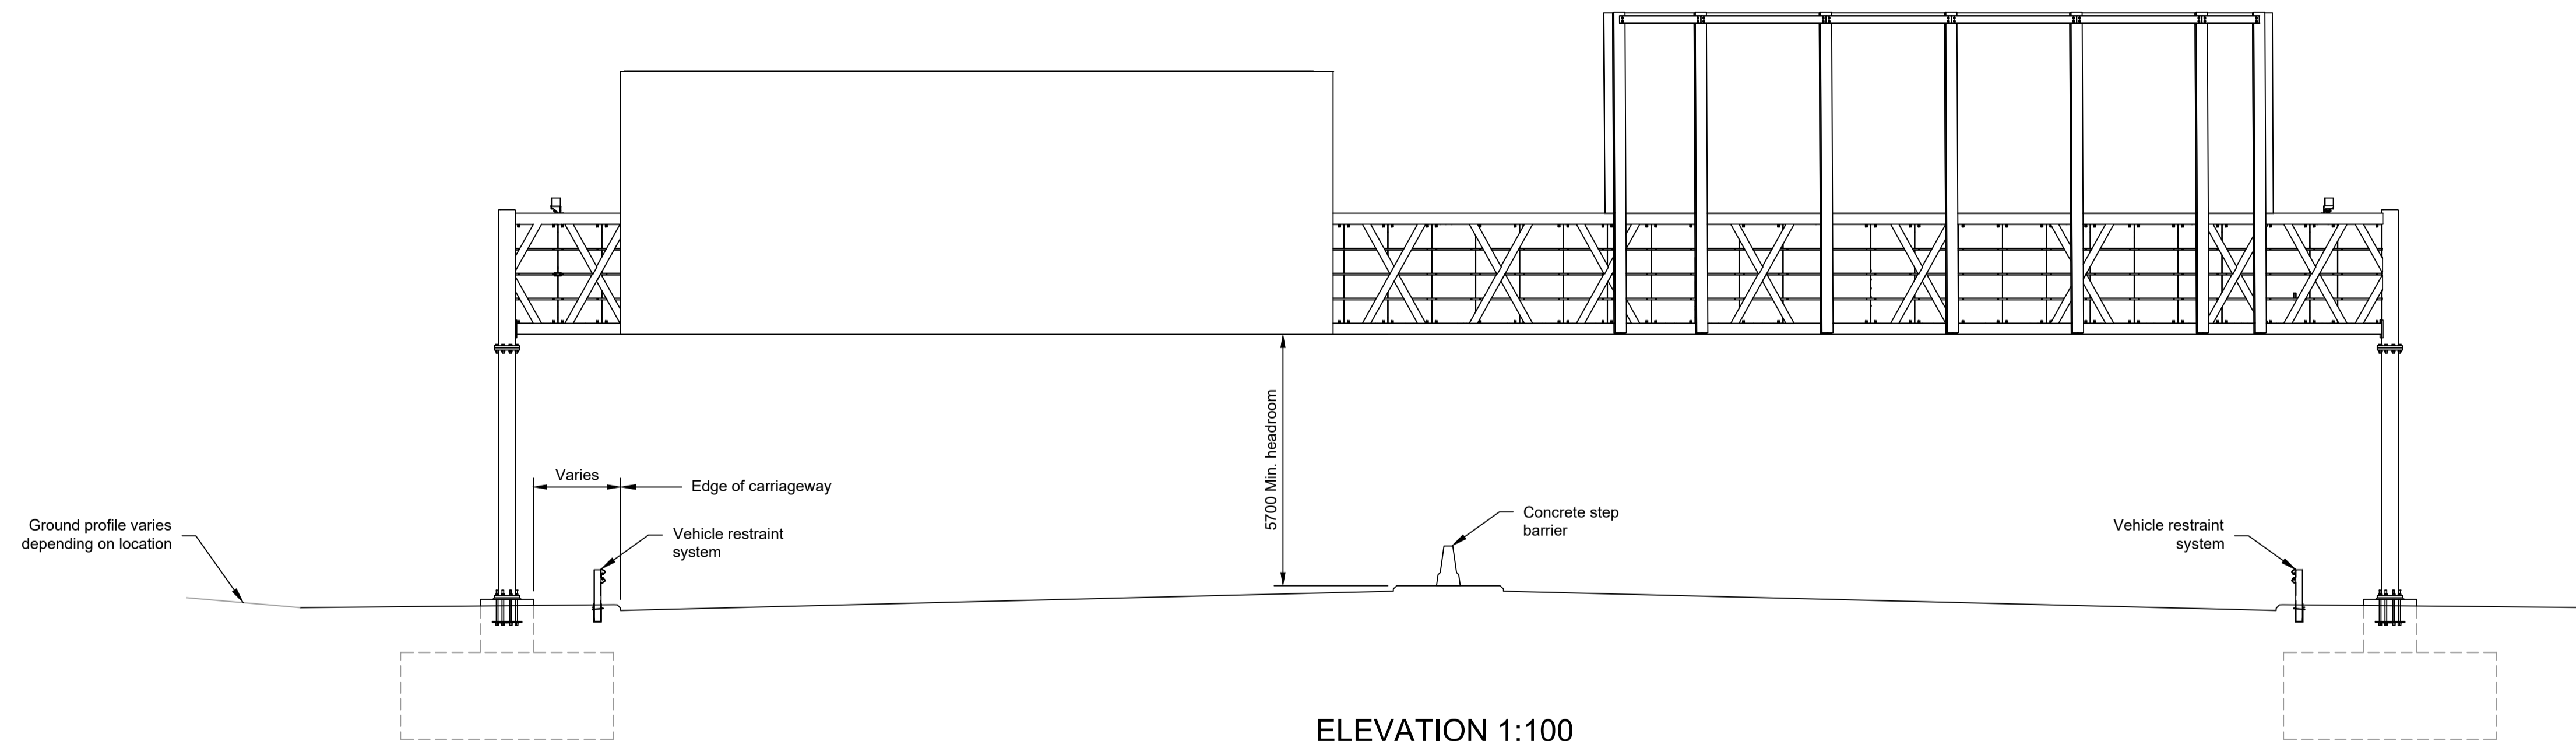 5700 Min. headroom
Varies
Edge of carriageway
Ground profile varies
depending on location
Vehicle restraint
system
Concrete step
barrier
Vehicle restraint
system
ELEVATION 1:100